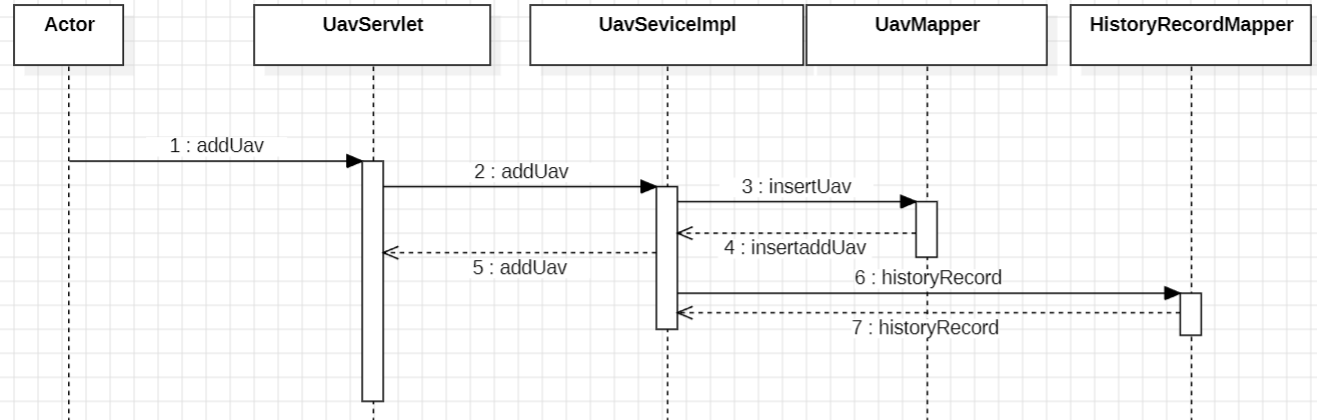 Actor
UavServlet
UavSeviceImpl
UavMapper
HistoryRecordMapper
1 : addUav
2 : addUav
3 : insertUav
4 : insertaddUav
5 : addUav
6 : historyRecord
7 : historyRecord